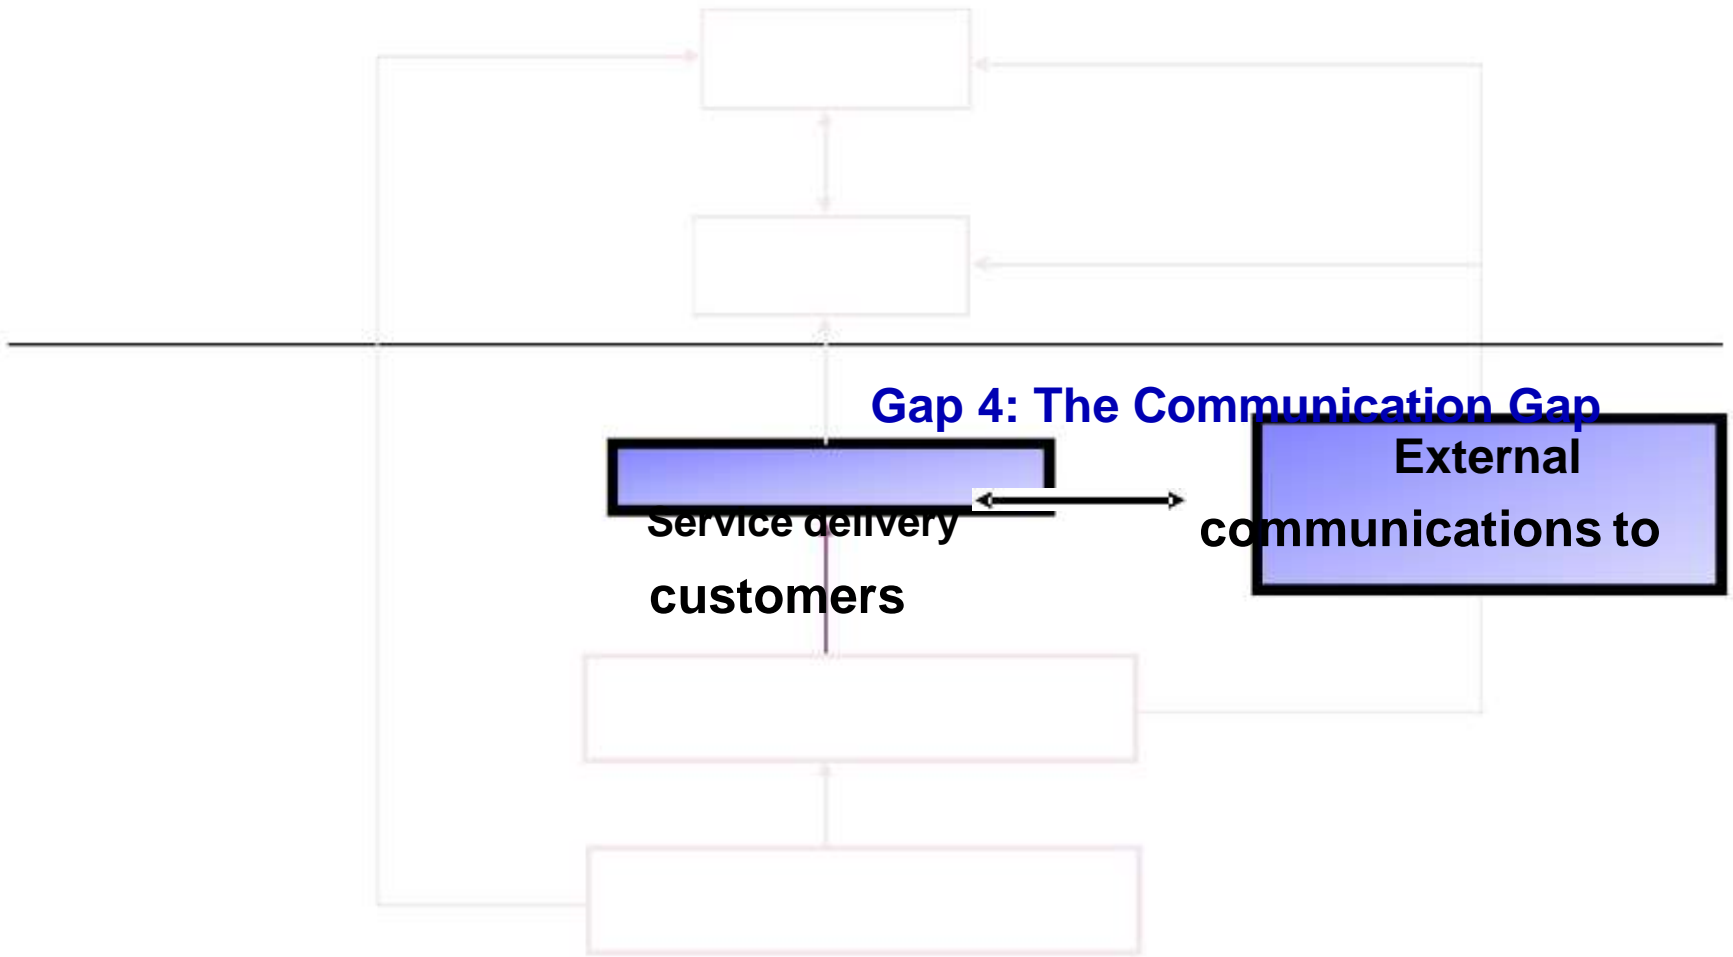 Gap 4: The Communication Gap
External
Service delivery
communications to
customers